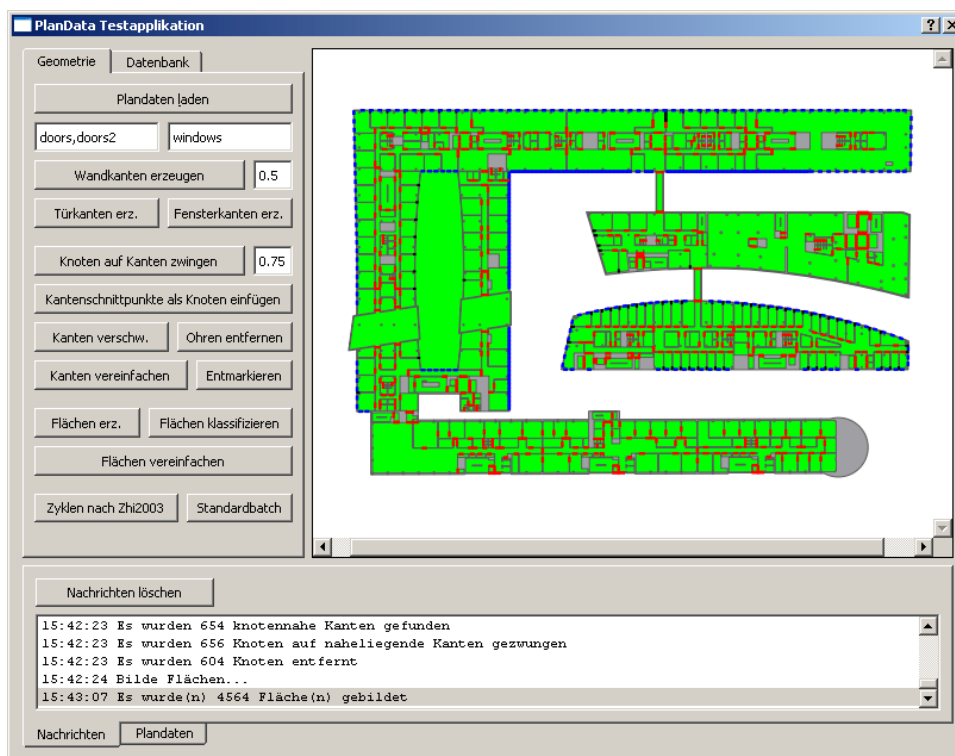 PlanData Testapplikation
Geometrie Datenbank
Plandaten laden
doors,doors2 windows
Wandkanten erzeugen 0.5
Türkanten erz. Fensterkanten erz.
Knoten auf Kanten zwingen 0.75
Kantenschnittpunkte als Knoten einfügen
Kanten verschw. Ohren entfernen
Kanten vereinfachen Entmarkieren
Flächen erz. Flächen klassifizieren
Flächen vereinfachen
Zyklen nach Zhi2003 Standardbatch
Nachrichten löschen
15:42:23 Es wurden 654 knotennahe Kanten gefunden
15:42:23 Es wurden 656 Knoten auf naheliegende Kanten gezwungen
15:42:23 Es wurden 604 Knoten entfernt
15:42:24 Bilde Flächen...
15:43:07 Es wurde(n) 4564 Fläche(n) gebildet
Nachrichten Plandaten